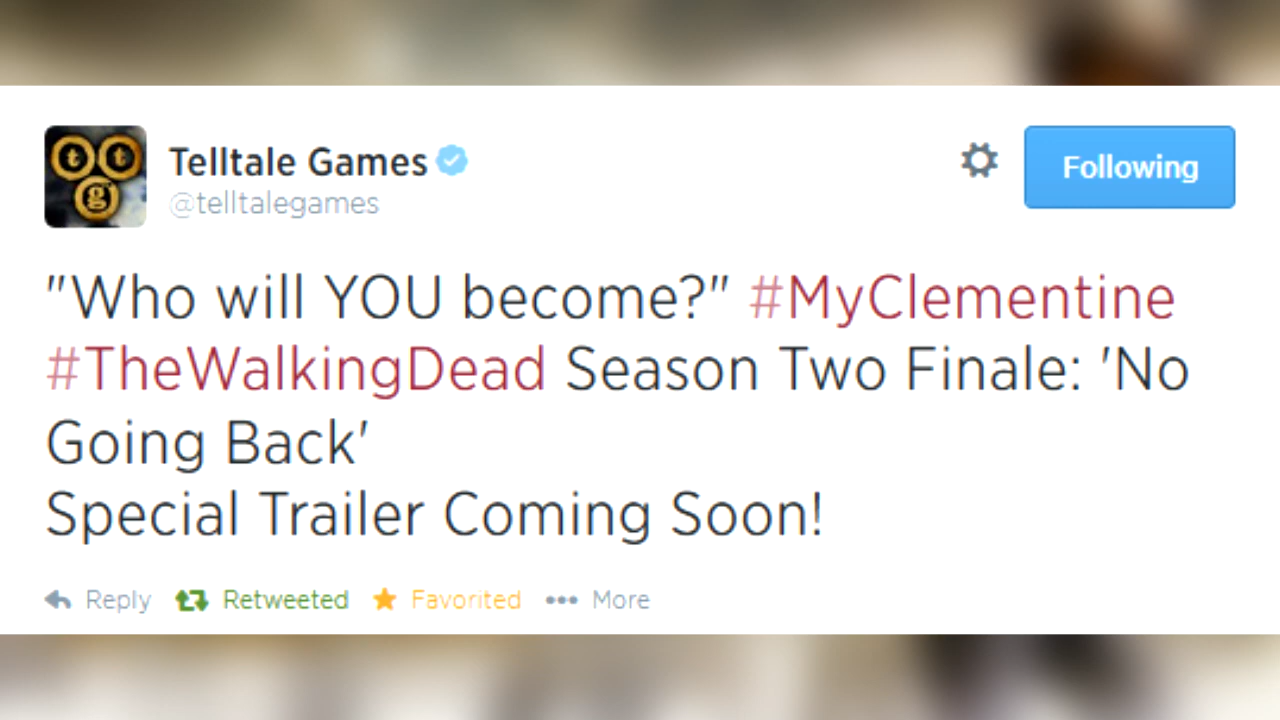 t t
g
Telltale Games
@telltalegames
Following
"Who will YOU become?" #MyClementine
#TheWalkingDead Season Two Finale: 'No
Going Back'
Special Trailer Coming Soon!
Reply Retweeted Favorited More